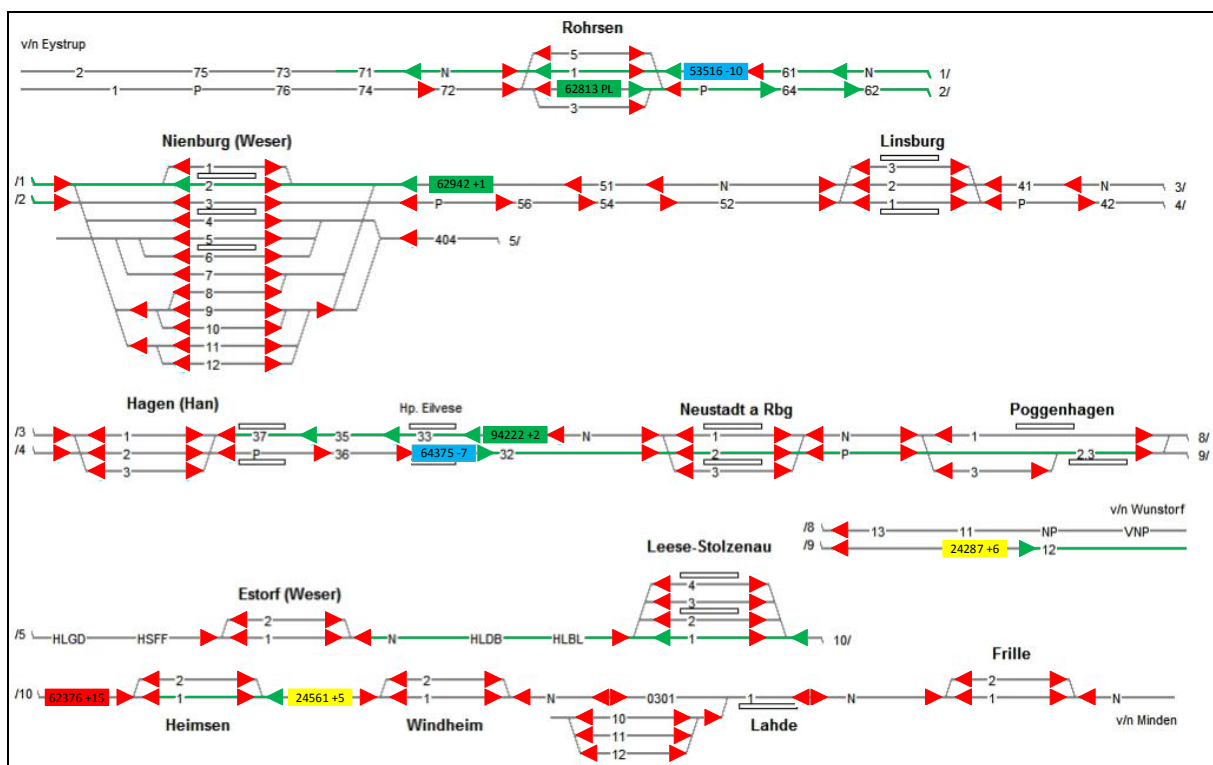 Rohrsen
v/n Eystrup
5
2 75 73 71 N 1 53516 -10 61 N 1/
1 P 76 74 72 62813 PL P 64 62 2/
3
Nienburg (Weser) Linsburg
1 3
/1 2 62942 +1 51 N 2 41 N 3/
/2 3 P 56 54 52 1 P 42 4/
4
5 404 5/
6
7
8
9
10
11
12
Hagen (Han) Hp. Eilvese Neustadt a Rbg Poggenhagen
/3 1 37 35 33 94222 +2 N 1 N 1 8/
/4 2 P 36 64375 -7 32 2 P 2.3 9/
3 3 3
v/n Wunstorf
/8 13 11 NP VNP
/9 24287 +6 12
Leese-Stolzenau
4
Estorf (Weser) 3
2 2
/5 HLGD HSFF 1 N HLDB HLBL 1 10/
Frille
2 2 2
/10 62376 +15 1 24561 +5 1 N 0301 1 N 1 N
Heimsen Windheim 10 Lahde v/n Minden
11
12